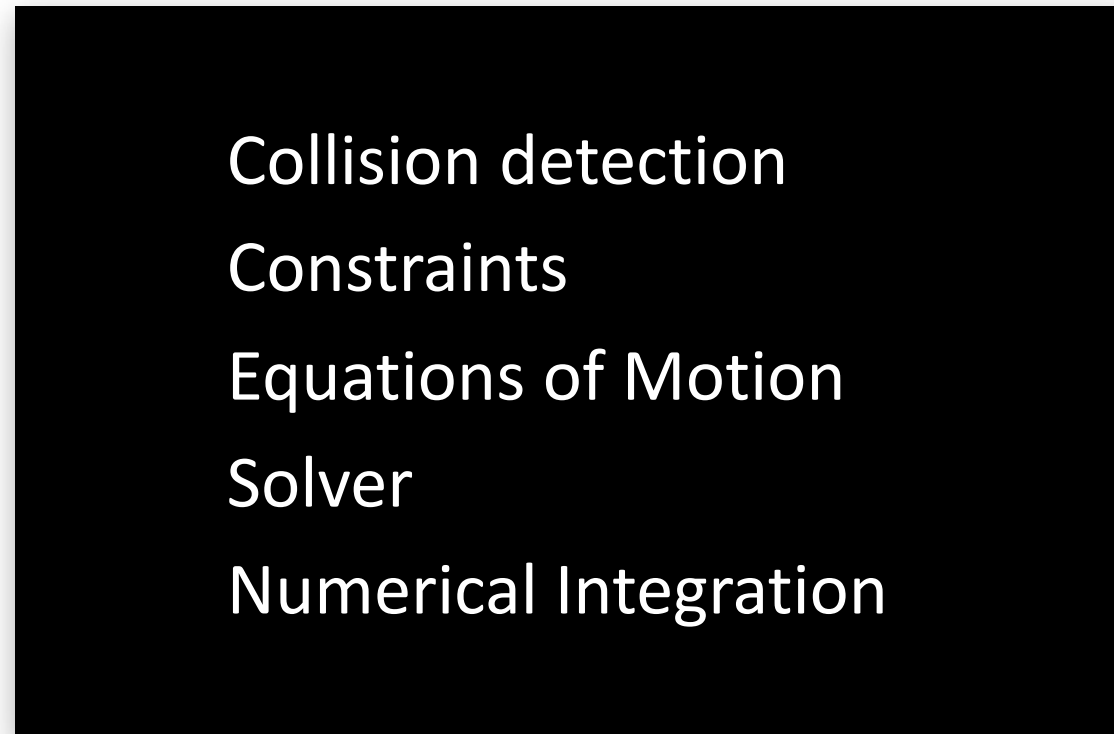 Collision detection
Constraints
Equations of Motion
Solver
Numerical Integration